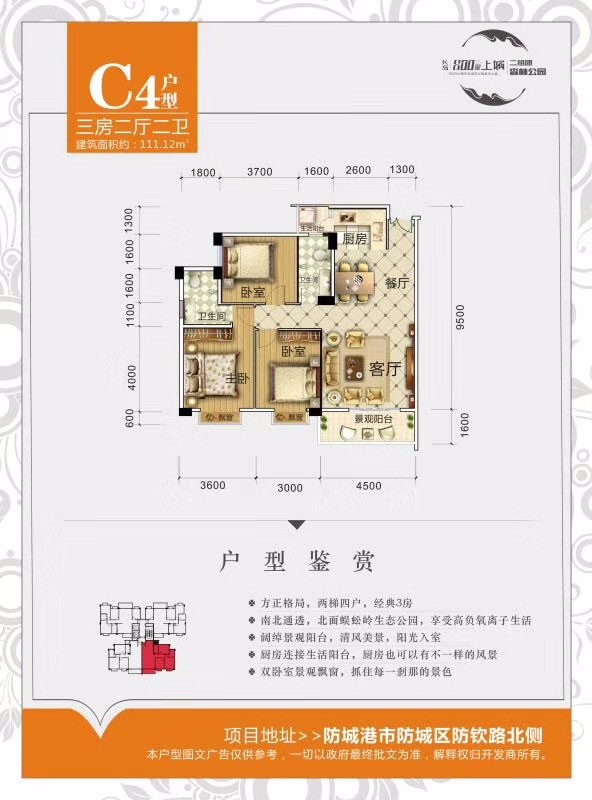 C4户型
三房二厅二卫
建筑面积约：111.12m²
长岛
800里上城
二组团
森林公园
1800 3700 1600 2600 1300
1300
1600
1600
1100
4000
600
9500
1600
生活阳台
厨房
卫生间
餐厅
卧室
卫生间
卧室
主卧
客厅
飘窗
飘窗
景观阳台
3600 3000 4500
户型鉴赏
方正格局，两梯四户，经典3房
南北通透，北面蜈蚣岭生态公园，享受高负氧离子生活
阔绰景观阳台，清风美景，阳光入室
厨房连接生活阳台，厨房也可以有不一样的风景
双卧室景观飘窗，抓住每一刹那的景色
项目地址>>防城港市防城区防钦路北侧
本户型图文广告仅供参考，一切以政府最终批文为准，解释权归开发商所有。